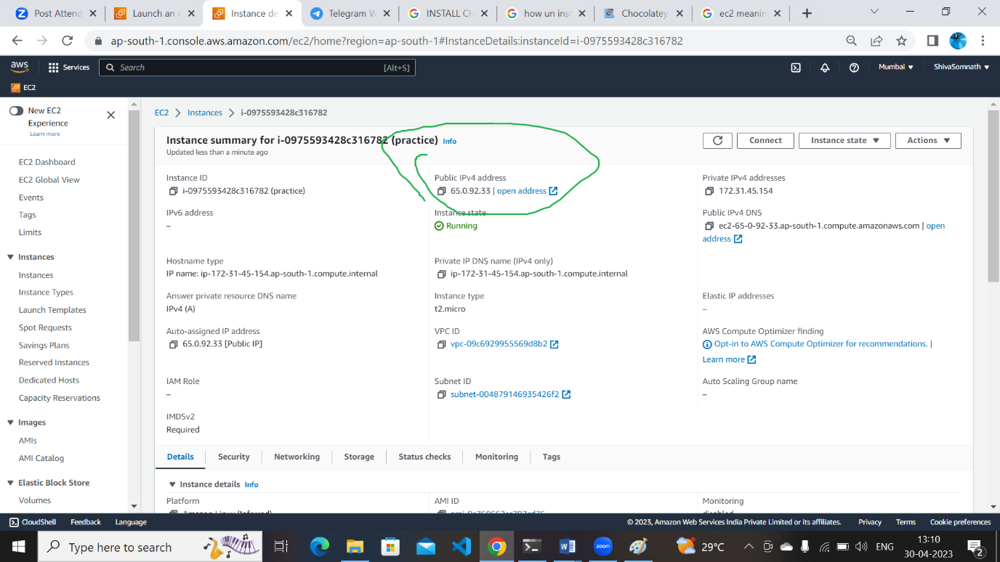 Post Attend
Launch an i
Instance de
Telegram W
INSTALL CH
how un inst
Chocolatey
ec2 meanin
ap-south-1.console.aws.amazon.com/ec2/home?region=ap-south-1#InstanceDetails:instanceId=i-0975593428c316782
aws
Services
Search
[Alt+S]
Mumbai
ShivaSomnath
EC2
New EC2
Experience
Learn more
EC2 Dashboard
EC2 Global View
Events
Tags
Limits
Instances
Instances
Instance Types
Launch Templates
Spot Requests
Savings Plans
Reserved Instances
Dedicated Hosts
Capacity Reservations
Images
AMIs
AMI Catalog
Elastic Block Store
Volumes
EC2 > Instances > i-0975593428c316782
Instance summary for i-0975593428c316782 (practice) Info
Updated less than a minute ago
Connect
Instance state
Actions
Instance ID
i-0975593428c316782 (practice)
Public IPv4 address
65.0.92.33 | open address
Private IPv4 addresses
172.31.45.154
IPv6 address
–
Instance state
Running
Public IPv4 DNS
ec2-65-0-92-33.ap-south-1.compute.amazonaws.com | open
address
Hostname type
IP name: ip-172-31-45-154.ap-south-1.compute.internal
Private IP DNS name (IPv4 only)
ip-172-31-45-154.ap-south-1.compute.internal
Answer private resource DNS name
IPv4 (A)
Instance type
t2.micro
Elastic IP addresses
–
Auto-assigned IP address
65.0.92.33 [Public IP]
VPC ID
vpc-09c6929955569d8b2
AWS Compute Optimizer finding
Opt-in to AWS Compute Optimizer for recommendations. |
Learn more
IAM Role
–
Subnet ID
subnet-004879146935426f2
Auto Scaling Group name
–
IMDSv2
Required
Details
Security
Networking
Storage
Status checks
Monitoring
Tags
Instance details Info
Platform
Amazon Linux (Inferred)
AMI ID
Monitoring
disabled
CloudShell
Feedback
Language
© 2023, Amazon Web Services India Private Limited or its affiliates.
Privacy
Terms
Cookie preferences
Type here to search
zoom
29°C
ENG
13:10
30-04-2023
2